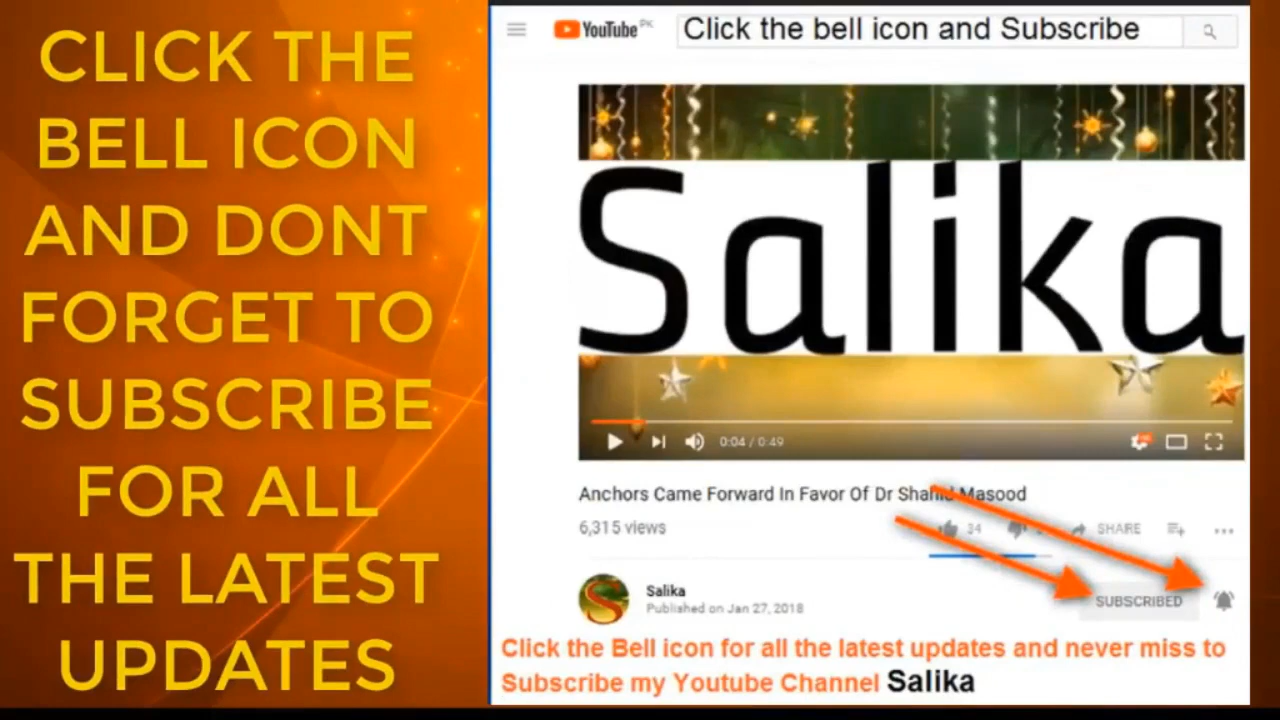 CLICK THE
BELL ICON
AND DONT
FORGET TO
SUBSCRIBE
FOR ALL
THE LATEST
UPDATES
YouTube PK
Click the bell icon and Subscribe
Salika
0:04 / 0:49
Anchors Came Forward In Favor Of Dr Shahid Masood
6,315 views
34
SHARE
Salika
Published on Jan 27, 2018
SUBSCRIBED
Click the Bell icon for all the latest updates and never miss to
Subscribe my Youtube Channel Salika